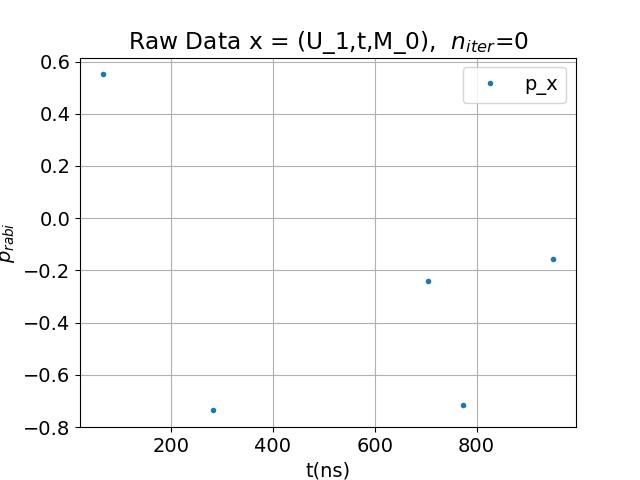 Raw Data x = (U_1,t,M_0), n_iter=0
p_x
0.6
0.4
0.2
0.0
−0.2
−0.4
−0.6
−0.8
p_rabi
200 400 600 800
t(ns)